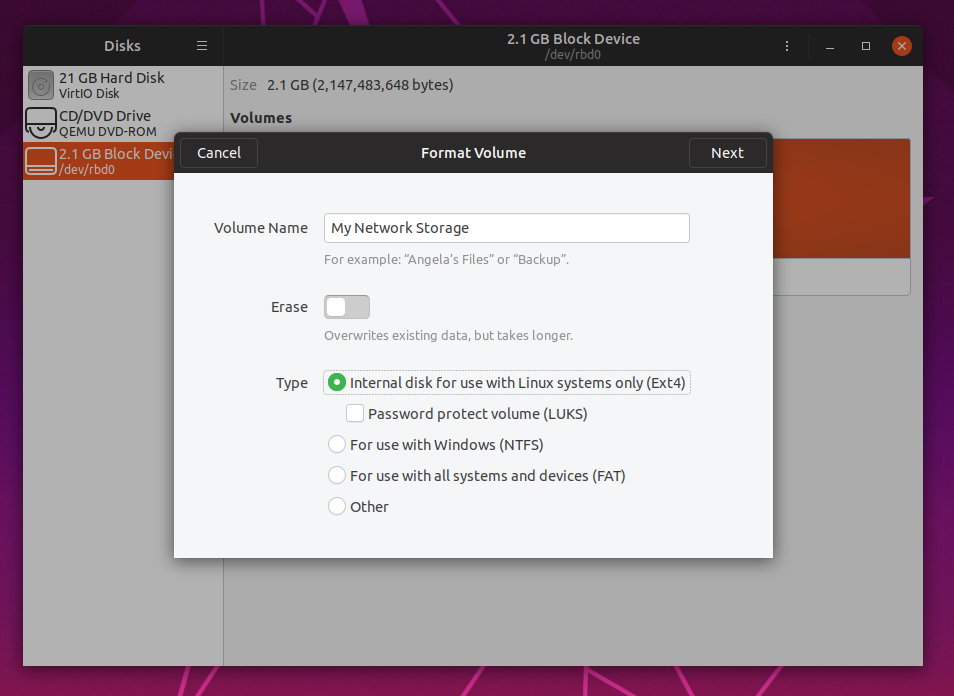 Disks
2.1 GB Block Device
/dev/rbd0
21 GB Hard Disk
VirtIO Disk
CD/DVD Drive
QEMU DVD-ROM
2.1 GB Block Devi
/dev/rbd0
Size 2.1 GB (2,147,483,648 bytes)
Volumes
Cancel
Format Volume
Next
Volume Name My Network Storage
For example: “Angela’s Files” or “Backup”.
Erase
Overwrites existing data, but takes longer.
Type Internal disk for use with Linux systems only (Ext4)
Password protect volume (LUKS)
For use with Windows (NTFS)
For use with all systems and devices (FAT)
Other